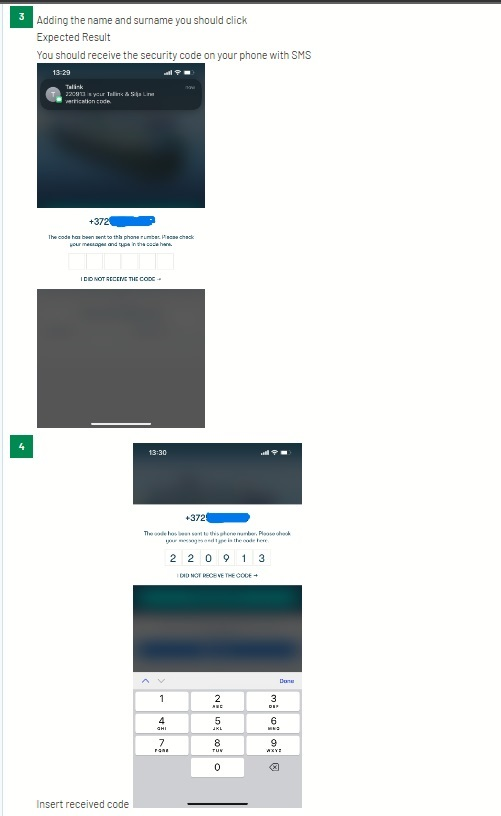 3
Adding the name and surname you should click
Expected Result
You should receive the security code on your phone with SMS
13:29
Tallink
now
220913 is your Tallink & Silja Line
verification code.
+372
The code has been sent to this phone number. Please check
your messages and type in the code here.
I DID NOT RECEIVE THE CODE →
4
13:30
+372
The code has been sent to this phone number. Please check
your messages and type in the code here.
2 2 0 9 1 3
I DID NOT RECEIVE THE CODE →
Done
1 2 3
ABC DEF
4 5 6
GHI JKL MNO
7 8 9
PQRS TUV WXYZ
0
Insert received code